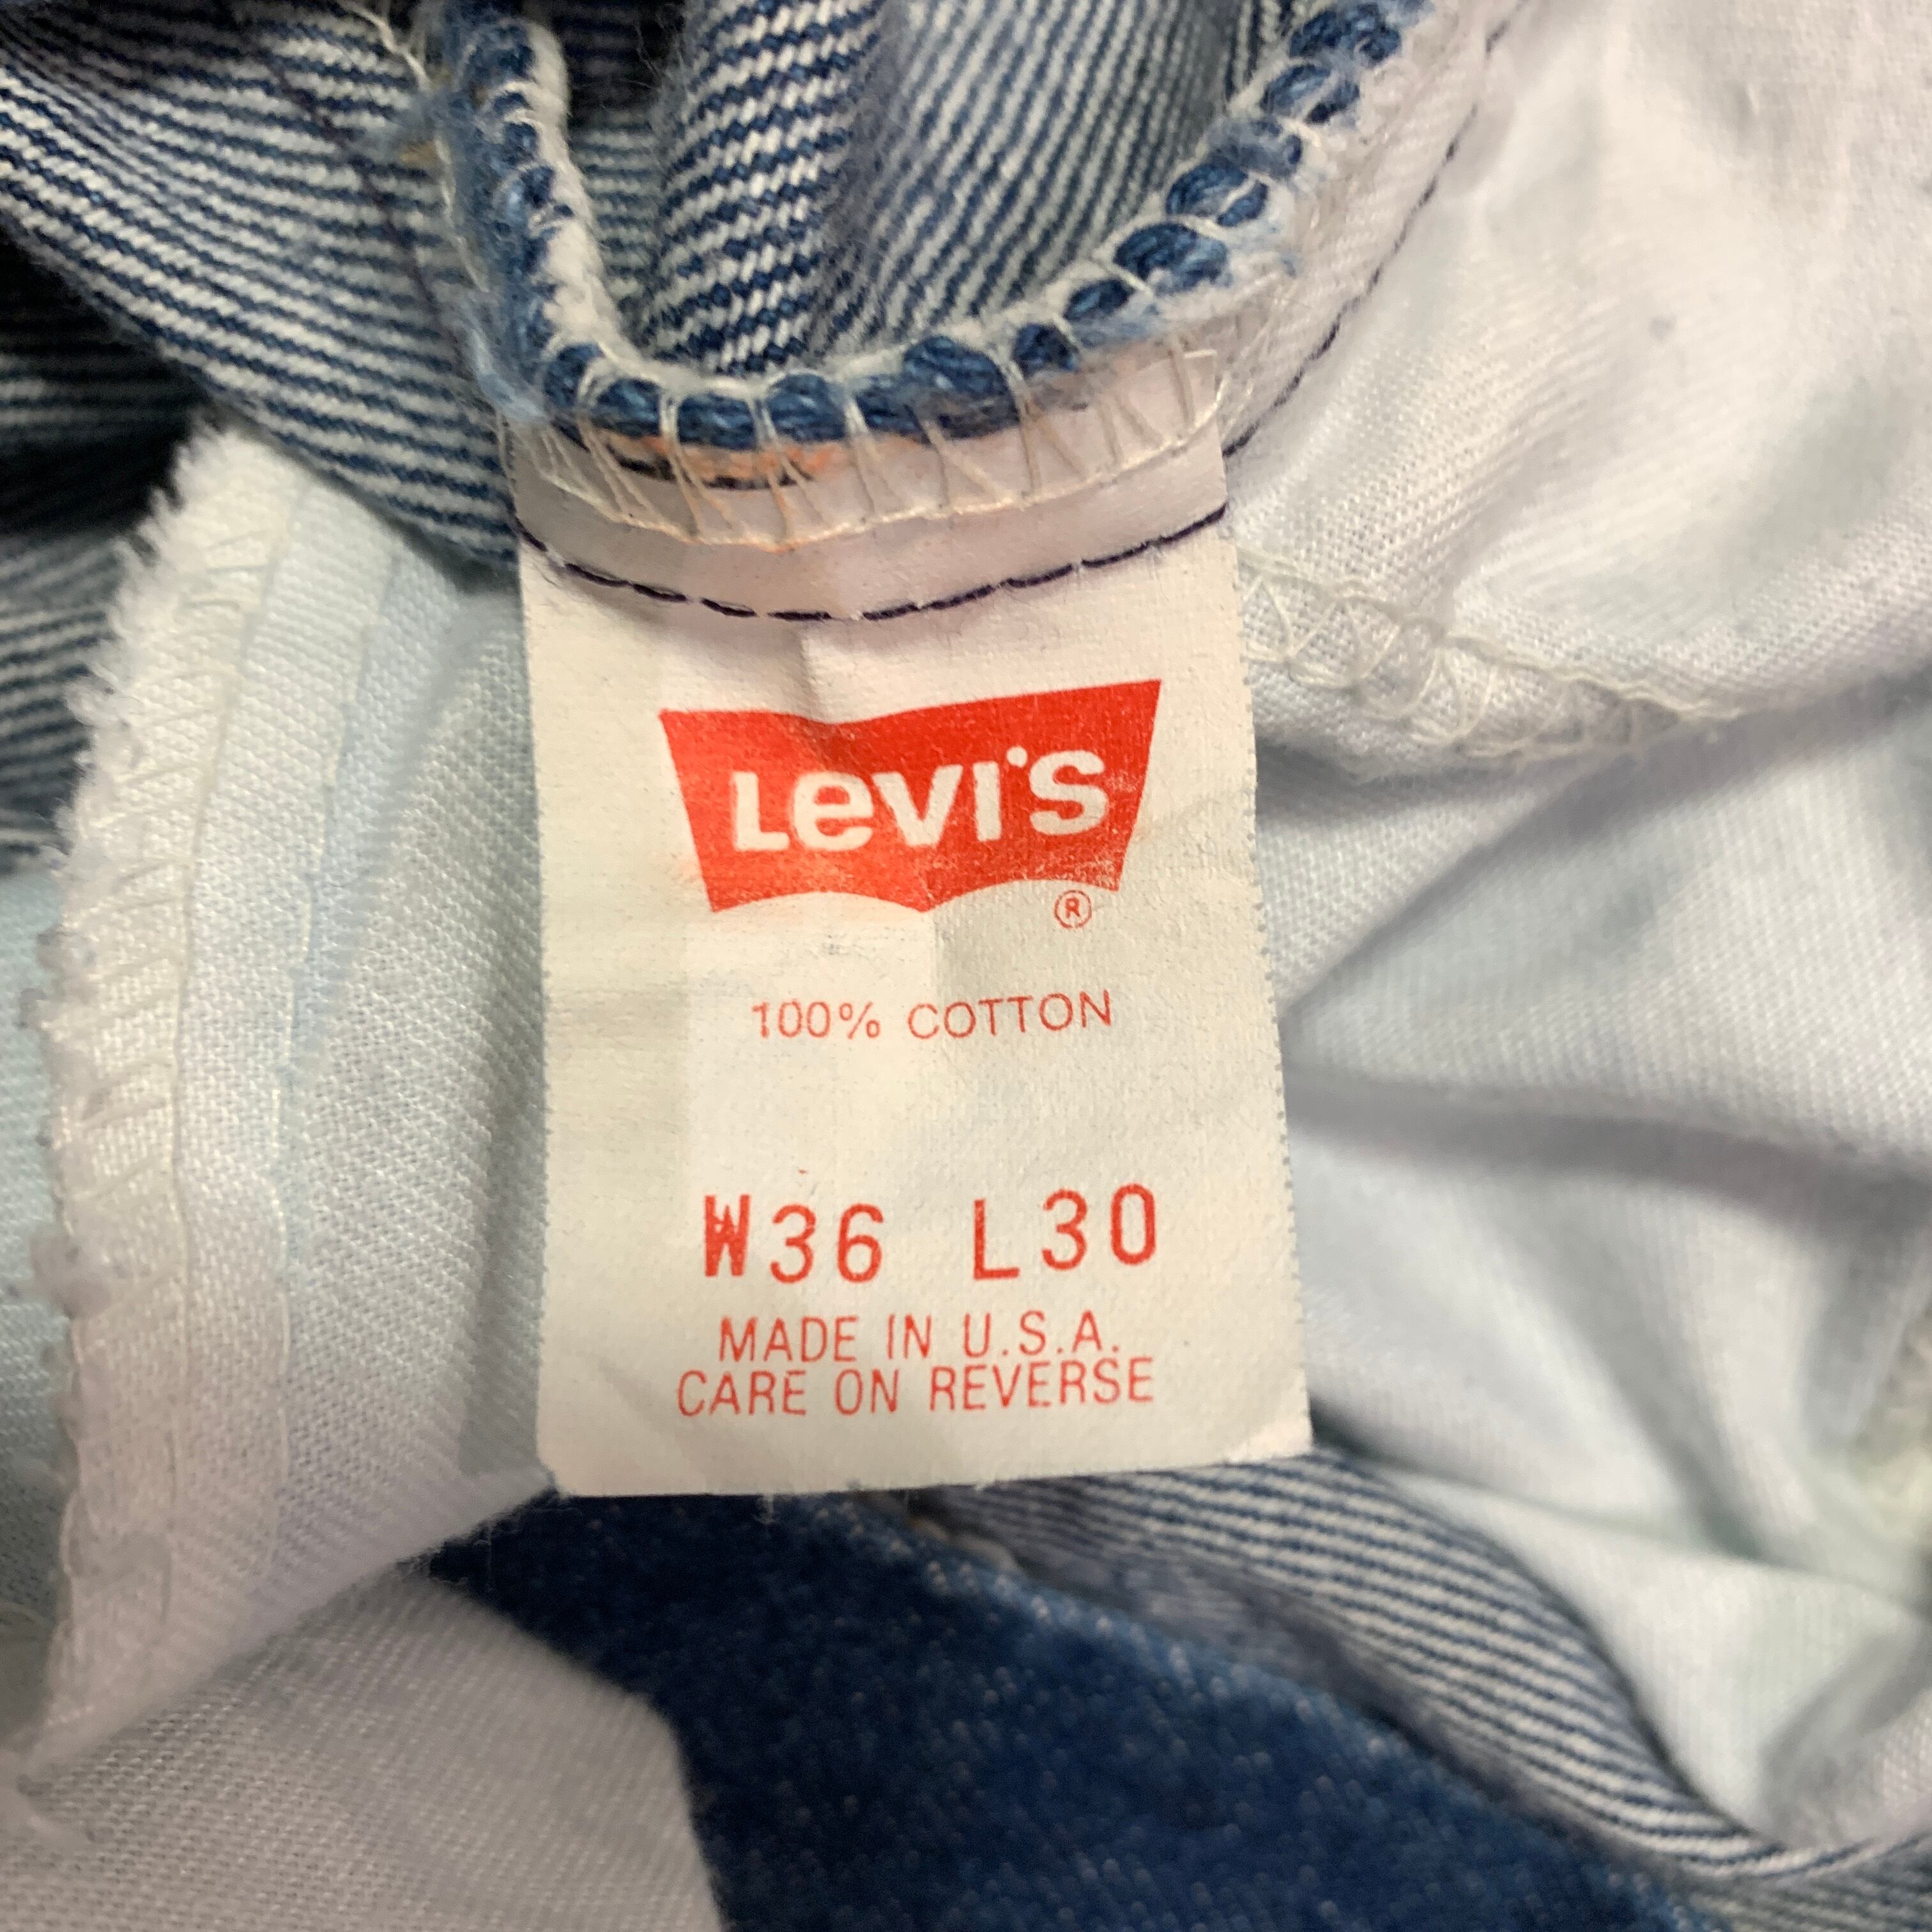 Levi's
®
100% COTTON
W36 L30
MADE IN U.S.A.
CARE ON REVERSE